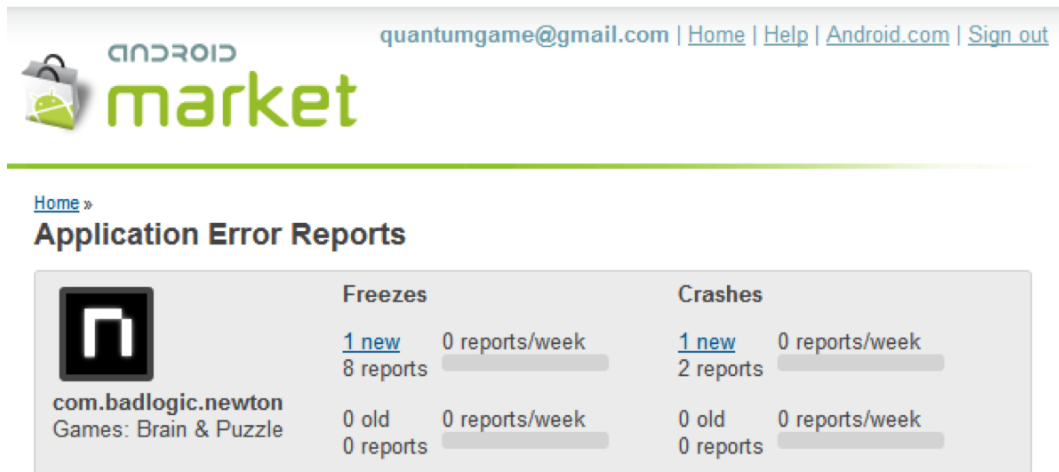 quantumgame@gmail.com | Home | Help | Android.com | Sign out
ANDROID
market
Home »
Application Error Reports
n
com.badlogic.newton
Games: Brain & Puzzle
Freezes
1 new 0 reports/week
8 reports
0 old 0 reports/week
0 reports
Crashes
1 new 0 reports/week
2 reports
0 old 0 reports/week
0 reports